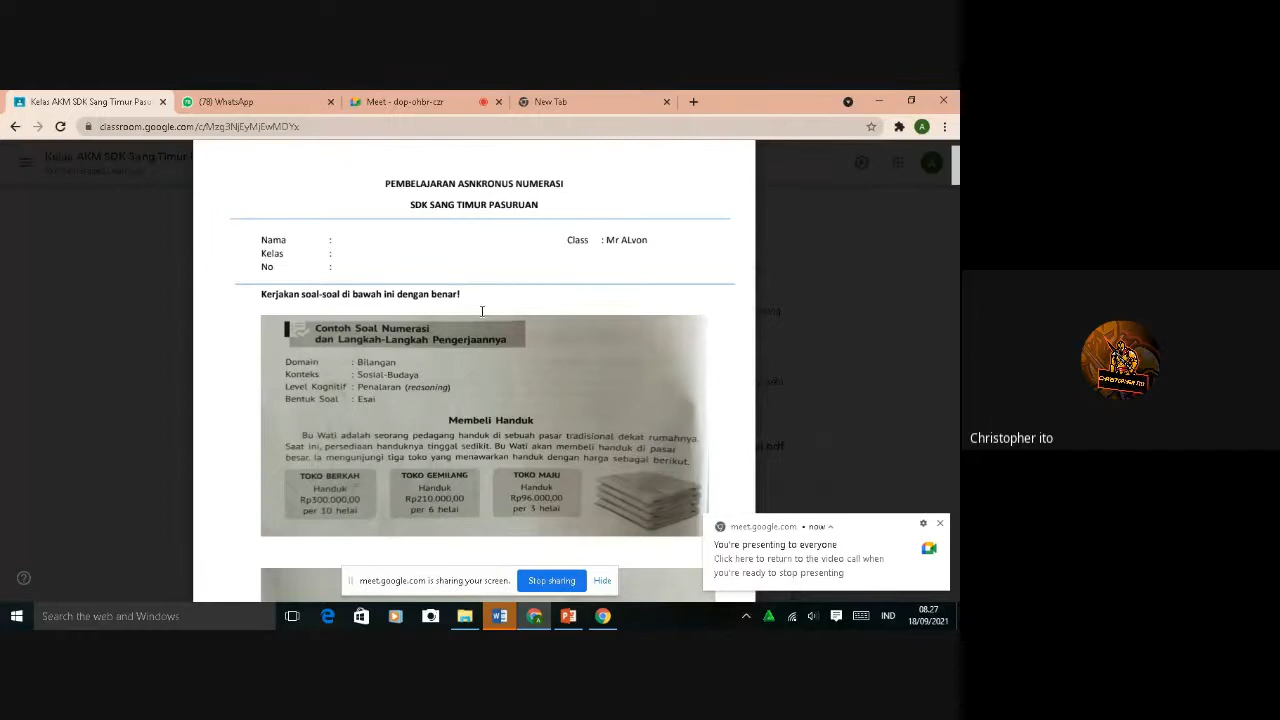 Kelas AKM SDK Sang Timur Pasu
(78) WhatsApp
Meet - dop-ohbr-czr
New Tab
classroom.google.com/c/Mzg3NjEyMjEwMDYx
A
Kelas AKM SDK Sang Timur
A
PEMBELAJARAN ASNKRONUS NUMERASI
SDK SANG TIMUR PASURUAN
Nama :
Class : Mr ALvon
Kelas :
No :
Kerjakan soal-soal di bawah ini dengan benar!
Contoh Soal Numerasi
dan Langkah-Langkah Pengerjaannya
Domain : Bilangan
Konteks : Sosial-Budaya
Level Kognitif : Penalaran (reasoning)
Bentuk Soal : Esai
Membeli Handuk
Bu Wati adalah seorang pedagang handuk di sebuah pasar tradisional dekat rumahnya.
Saat ini, persediaan handuknya tinggal sedikit. Bu Wati akan membeli handuk di pasar
besar. Ia mengunjungi tiga toko yang menawarkan handuk dengan harga sebagai berikut.
TOKO BERKAH
Handuk
Rp300.000,00
per 10 helai
TOKO GEMILANG
Handuk
Rp210.000,00
per 6 helai
TOKO MAJU
Handuk
Rp96.000,00
per 3 helai
meet.google.com • now
You're presenting to everyone
Click here to return to the video call when
you're ready to stop presenting
meet.google.com is sharing your screen.
Stop sharing
Hide
Search the web and Windows
IND
08.27
18/09/2021
CHRISTOPHER ITO
Christopher ito